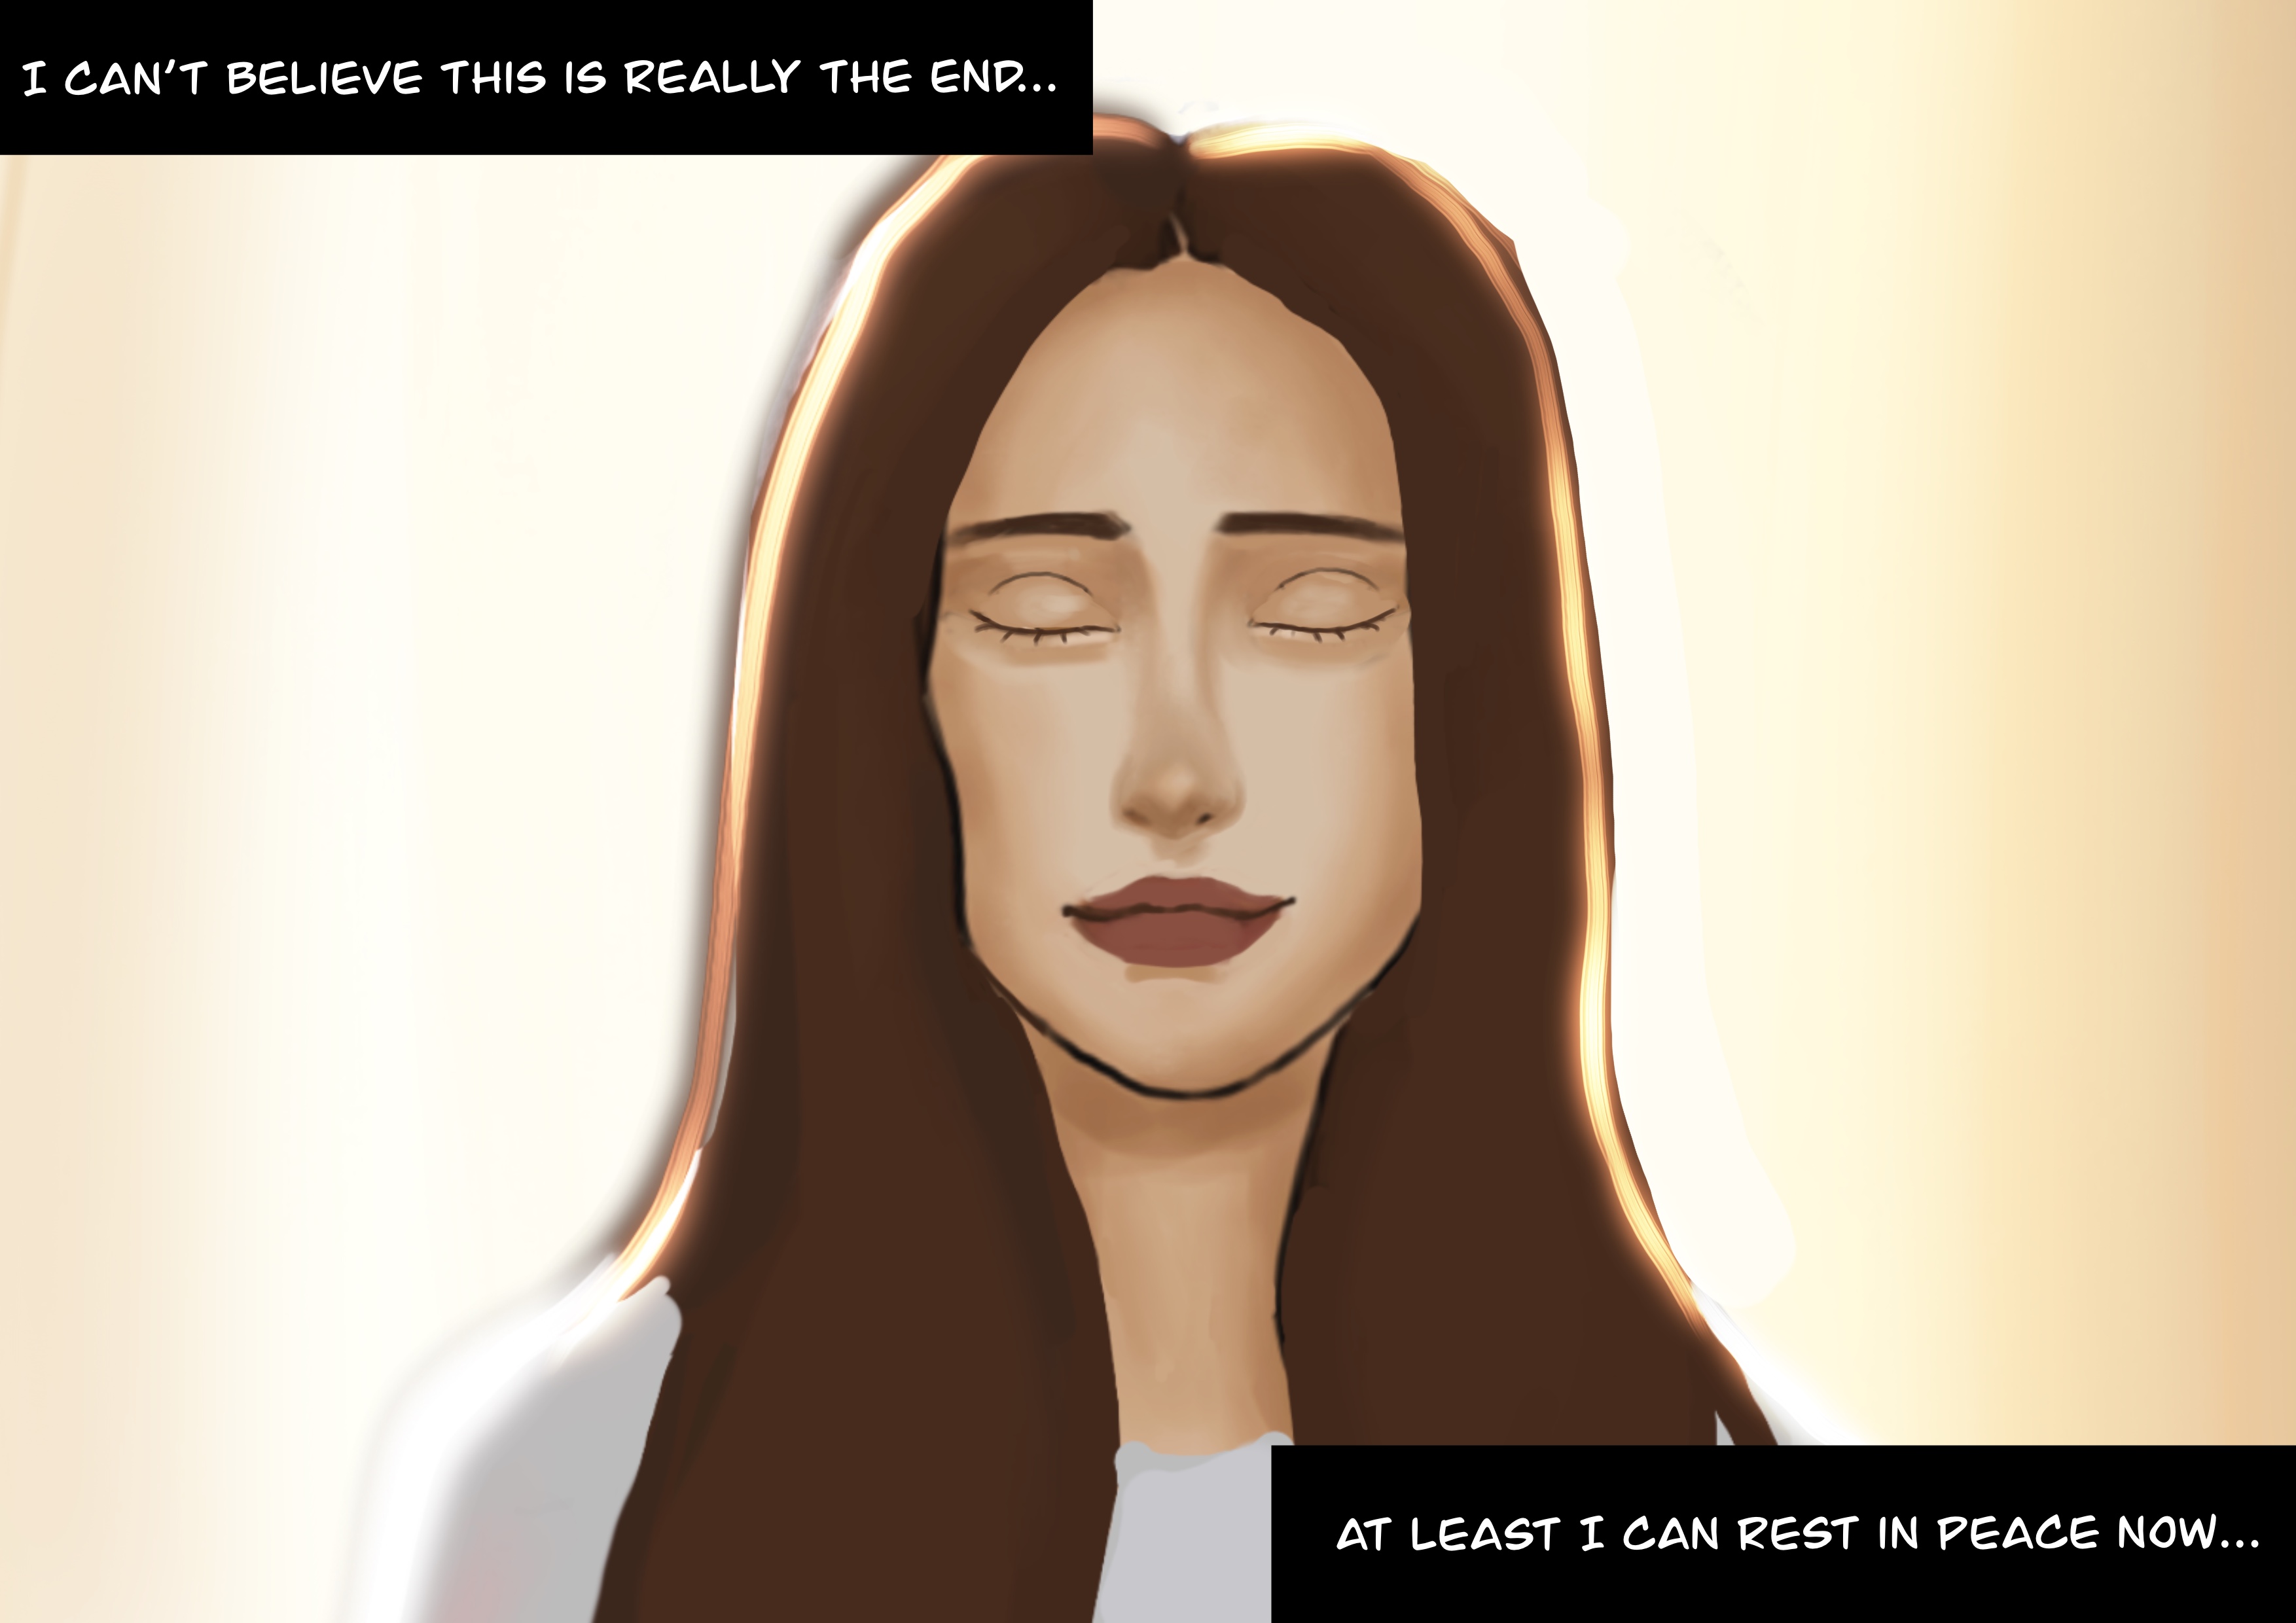 I CAN'T BELIEVE THIS IS REALLY THE END...
AT LEAST I CAN REST IN PEACE NOW...